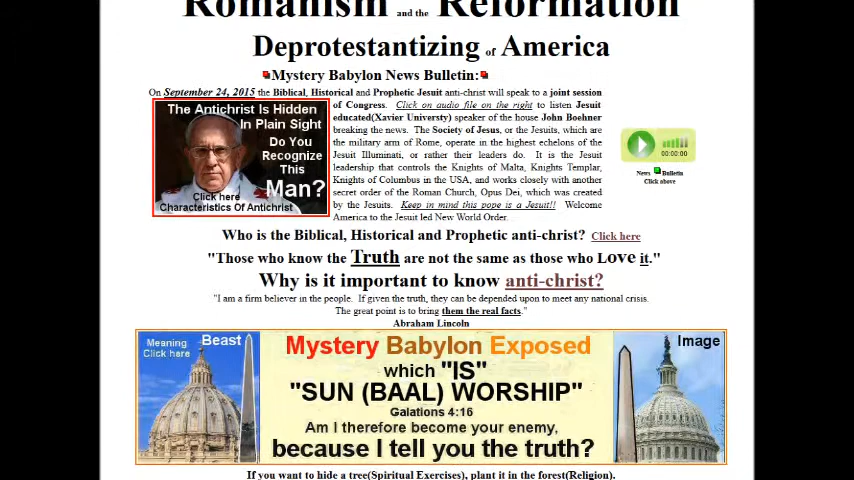 Romanism and the Reformation
Deprotestantizing of America
Mystery Babylon News Bulletin:
On September 24, 2015 the Biblical, Historical and Prophetic Jesuit anti-christ will speak to a joint session
of Congress. Click on audio file on the right to listen Jesuit
educated(Xavier Universty) speaker of the house John Boehner
breaking the news. The Society of Jesus, or the Jesuits, which are
the military arm of Rome, operate in the highest echelons of the
Jesuit Illuminati, or rather their leaders do. It is the Jesuit
leadership that controls the Knights of Malta, Knights Templar,
Knights of Columbus in the USA, and works closely with another
secret order of the Roman Church, Opus Dei, which was created
by the Jesuits. Keep in mind this pope is a Jesuit!! Welcome
America to the Jesuit led New World Order.
The Antichrist Is Hidden
In Plain Sight
Do You
Recognize
This
Man?
Click here
Characteristics Of Antichrist
00:00:00
News Bulletin
Click above
Who is the Biblical, Historical and Prophetic anti-christ? Click here
"Those who know the Truth are not the same as those who Love it."
Why is it important to know anti-christ?
"I am a firm believer in the people. If given the truth, they can be depended upon to meet any national crisis.
The great point is to bring them the real facts."
Abraham Lincoln
Meaning
Click here
Beast
Mystery Babylon Exposed
which "IS"
"SUN (BAAL) WORSHIP"
Galations 4:16
Am I therefore become your enemy,
because I tell you the truth?
Image
If you want to hide a tree(Spiritual Exercises), plant it in the forest(Religion).